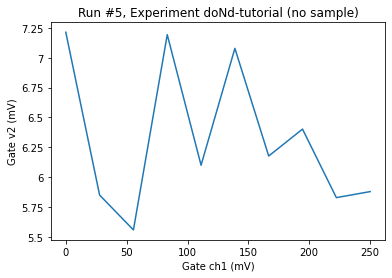 Run #5, Experiment doNd-tutorial (no sample)
Gate v2 (mV)
7.25
7
6.75
6.5
6.25
6
5.75
5.5
0 50 100 150 200 250
Gate ch1 (mV)